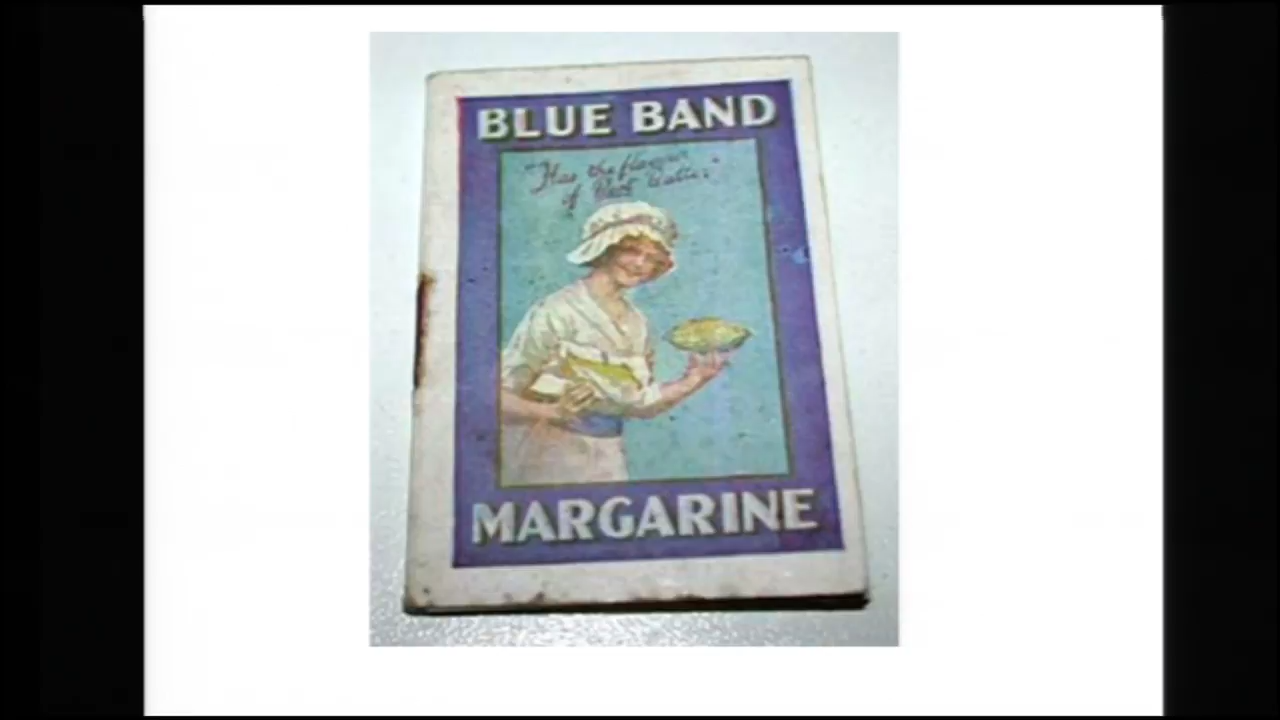 BLUE BAND
"Has the flavour
of Best Butter."
MARGARINE